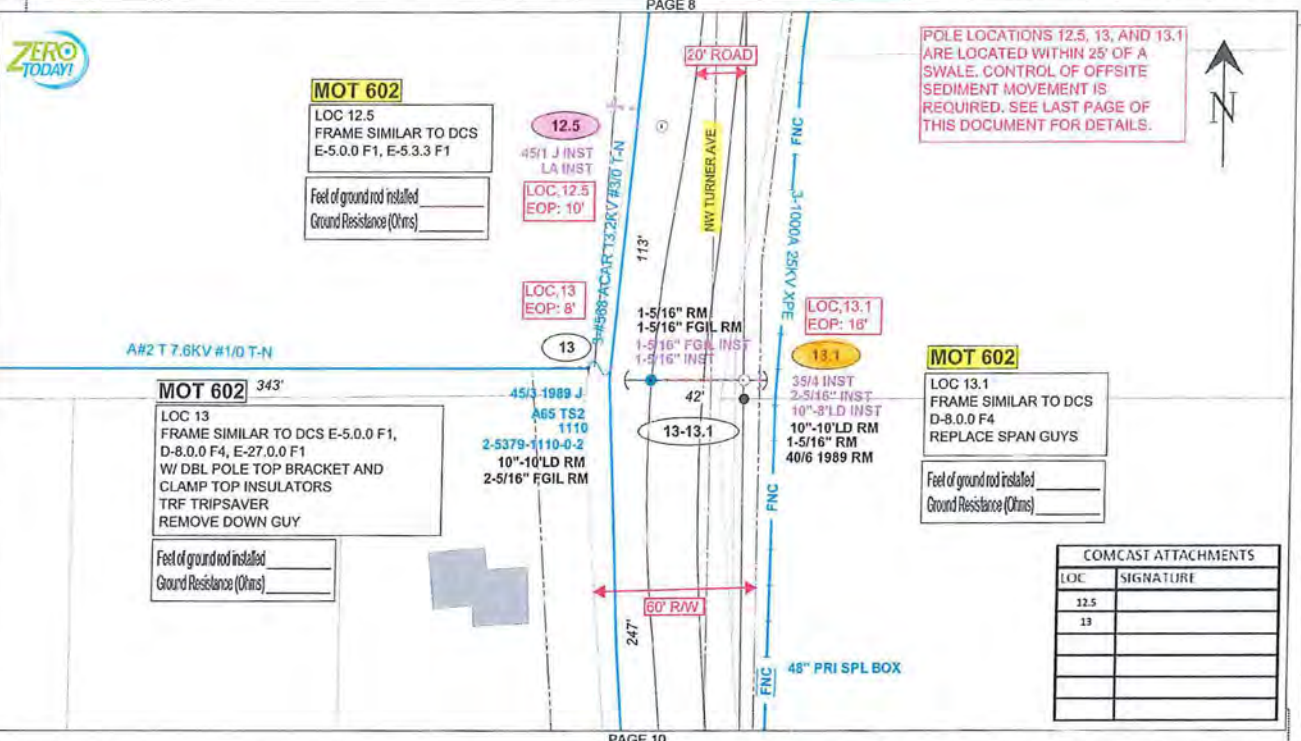 PAGE 8
ZERO
TODAY!
MOT 602
LOC 12.5
FRAME SIMILAR TO DCS
E-5.0.0 F1, E-5.3.3 F1
Feet of ground rod installed
Ground Resistance (Ohms)
12.5
45/1 J INST
LA INST
LOC,12.5
EOP: 10'
20' ROAD
NW TURNER AVE
113'
3-#568 ACAR 13.2KV #3/0 T-N
FNC
3-1000A 25KV XPE
POLE LOCATIONS 12.5, 13, AND 13.1
ARE LOCATED WITHIN 25' OF A
SWALE. CONTROL OF OFFSITE
SEDIMENT MOVEMENT IS
REQUIRED. SEE LAST PAGE OF
THIS DOCUMENT FOR DETAILS.
N
LOC,13
EOP: 8'
13
A#2 T 7.6KV #1/0 T-N
343'
1-5/16" RM
1-5/16" FGIL RM
1-5/16" FGIL INST
1-5/16" INST
42'
13-13.1
LOC,13.1
EOP: 16'
13.1
35/4 INST
2-5/16" INST
10"-8'LD INST
10"-10'LD RM
1-5/16" RM
40/6 1989 RM
MOT 602
LOC 13.1
FRAME SIMILAR TO DCS
D-8.0.0 F4
REPLACE SPAN GUYS
Feet of ground rod installed
Ground Resistance (Ohms)
MOT 602
LOC 13
FRAME SIMILAR TO DCS E-5.0.0 F1,
D-8.0.0 F4, E-27.0.0 F1
W/ DBL POLE TOP BRACKET AND
CLAMP TOP INSULATORS
TRF TRIPSAVER
REMOVE DOWN GUY
Feet of ground rod installed
Ground Resistance (Ohms)
45/3 1989 J
A65 TS2
1110
2-5379-1110-0-2
10"-10'LD RM
2-5/16" FGIL RM
FNC
60' R/W
247'
FNC
48" PRI SPL BOX
COMCAST ATTACHMENTS
LOC SIGNATURE
12.5
13
PAGE 10